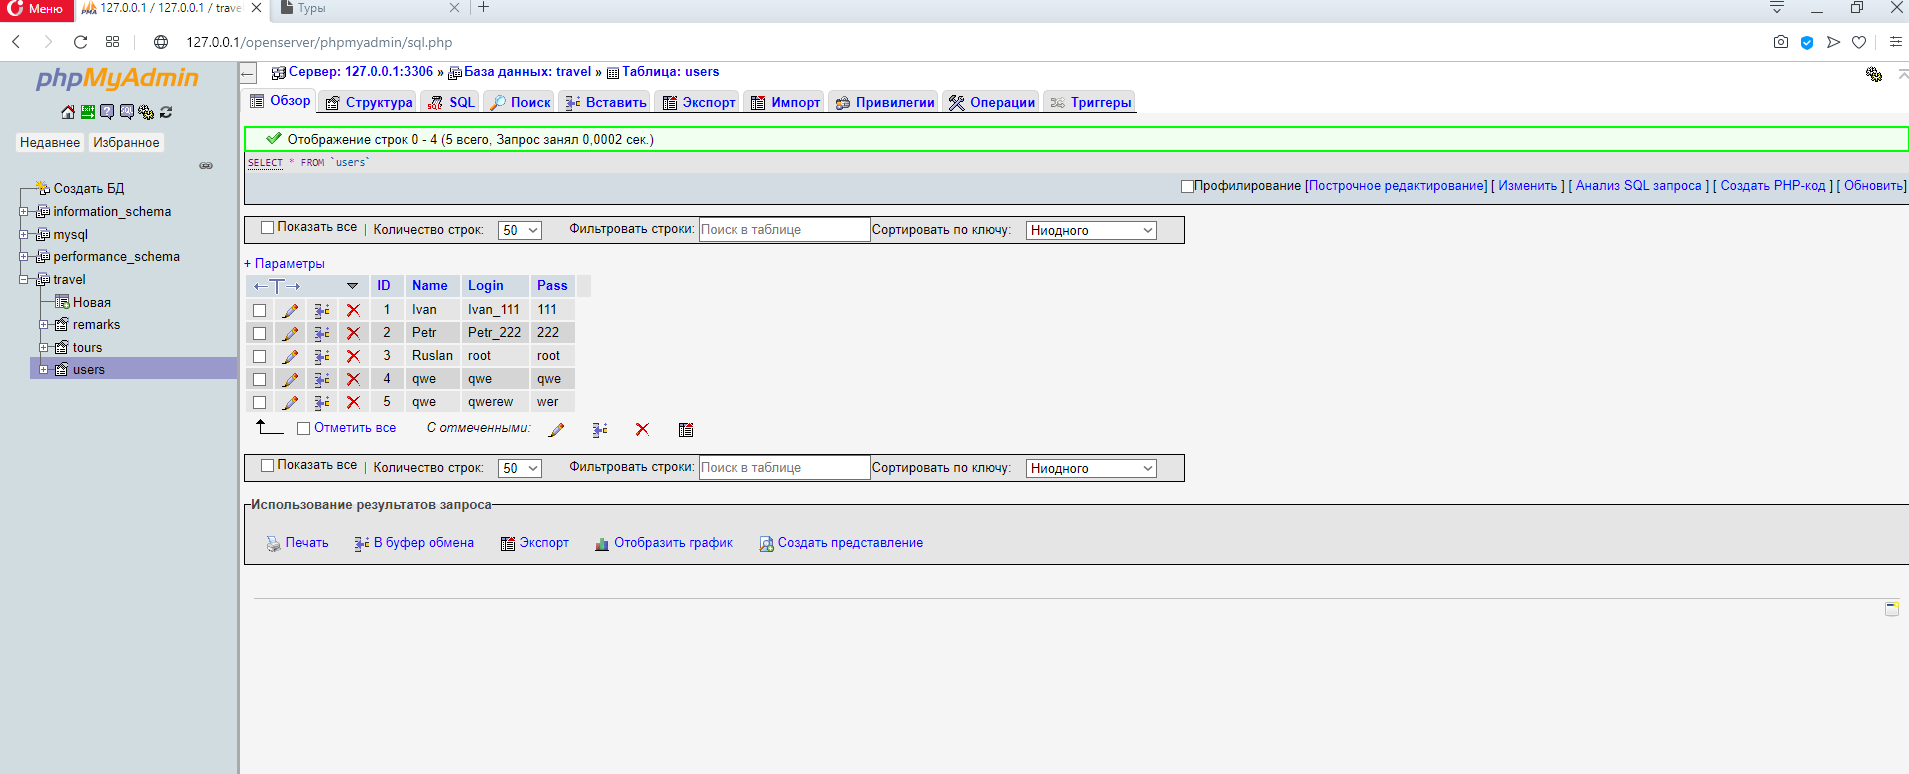 Меню
127.0.0.1 / 127.0.0.1 / trave
Туры
127.0.0.1/openserver/phpmyadmin/sql.php
phpMyAdmin
Недавнее Избранное
Создать БД
information_schema
mysql
performance_schema
travel
Новая
remarks
tours
users
Сервер: 127.0.0.1:3306 » База данных: travel » Таблица: users
Обзор Структура SQL Поиск Вставить Экспорт Импорт Привилегии Операции Триггеры
Отображение строк 0 - 4 (5 всего, Запрос занял 0,0002 сек.)
SELECT * FROM `users`
Профилирование [Построчное редактирование] [ Изменить ] [ Анализ SQL запроса ] [ Создать PHP-код ] [ Обновить]
Показать все | Количество строк: 50 Фильтровать строки: Поиск в таблице Сортировать по ключу: Ниодного
+ Параметры
←T→ ID Name Login Pass
1 Ivan Ivan_111 111
2 Petr Petr_222 222
3 Ruslan root root
4 qwe qwe qwe
5 qwe qwerew wer
Отметить все С отмеченными:
Показать все | Количество строк: 50 Фильтровать строки: Поиск в таблице Сортировать по ключу: Ниодного
Использование результатов запроса
Печать В буфер обмена Экспорт Отобразить график Создать представление